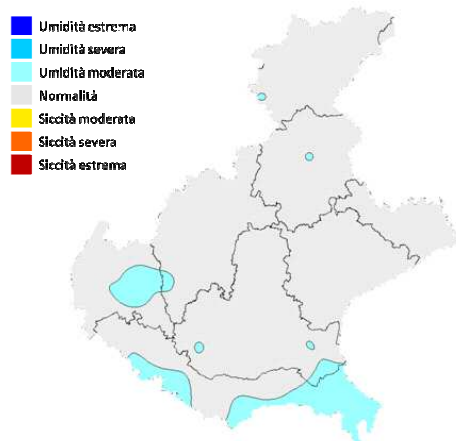 Umidità estrema
Umidità severa
Umidità moderata
Normalità
Siccità moderata
Siccità severa
Siccità estrema